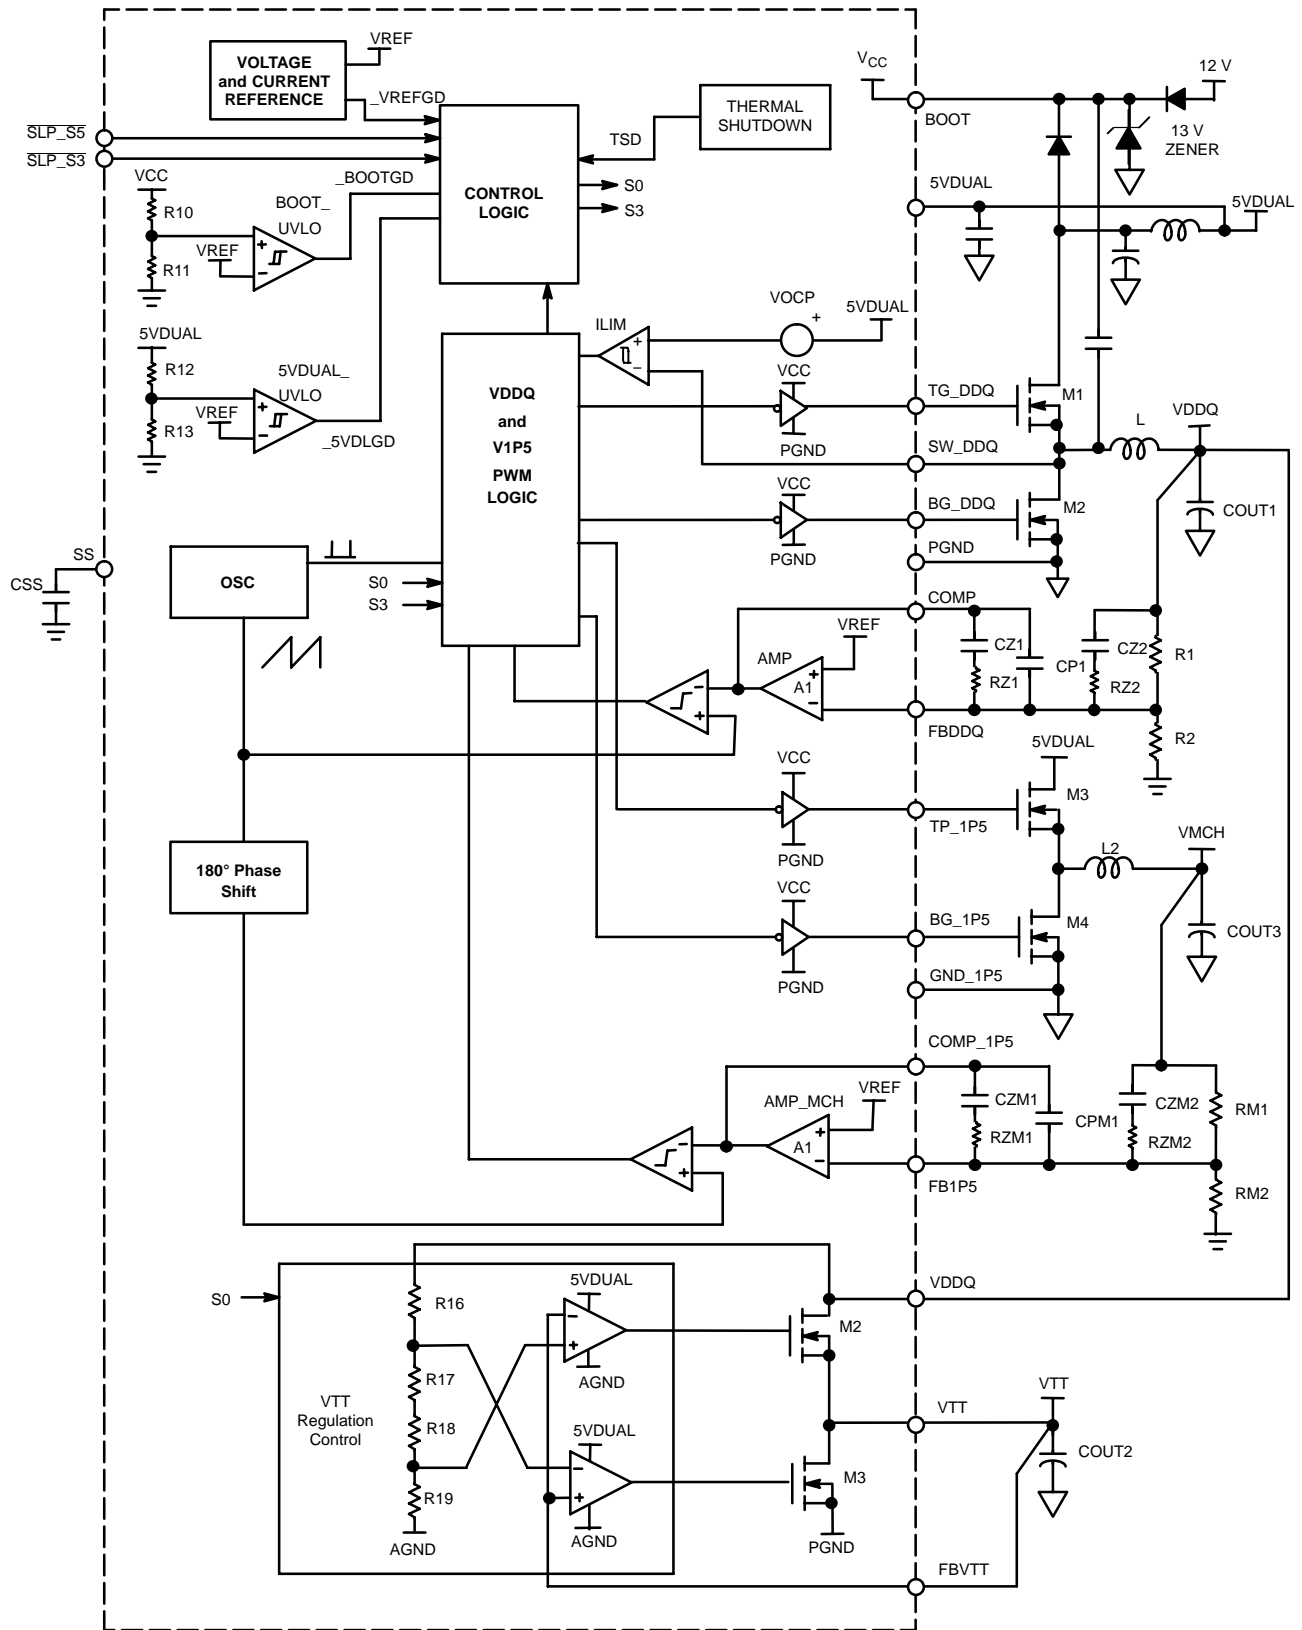 VREF
VOLTAGE
and CURRENT
REFERENCE
_VREFGD
THERMAL
SHUTDOWN
TSD
VCC
BOOT
12 V
13 V
ZENER
SLP_S5
SLP_S3
CONTROL
LOGIC
S0
S3
VCC
R10
R11
VREF
BOOT_
UVLO
_BOOTGD
5VDUAL
5VDUAL
5VDUAL
R12
R13
VREF
5VDUAL_
UVLO
_5VDLGD
VDDQ
and
V1P5
PWM
LOGIC
ILIM
VOCP
+
5VDUAL
+
−
VCC
PGND
TG_DDQ
M1
SW_DDQ
L
VDDQ
COUT1
VCC
PGND
BG_DDQ
M2
PGND
SS
CSS
OSC
S0
S3
COMP
VREF
AMP
A1
+
−
−
+
CZ1
RZ1
CP1
CZ2
RZ2
R1
FBDDQ
R2
VCC
PGND
TP_1P5
5VDUAL
M3
180° Phase
Shift
L2
VMCH
COUT3
VCC
PGND
BG_1P5
M4
GND_1P5
COMP_1P5
VREF
AMP_MCH
A1
+
−
−
+
CZM1
RZM1
CPM1
CZM2
RZM2
RM1
FB1P5
RM2
S0
VTT
Regulation
Control
R16
R17
R18
R19
AGND
5VDUAL
−
+
AGND
5VDUAL
−
+
AGND
M2
M3
PGND
VDDQ
VTT
VTT
COUT2
FBVTT